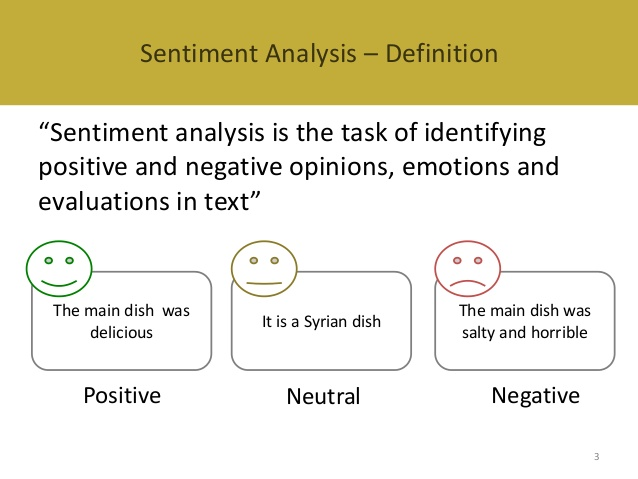 Sentiment Analysis – Definition
“Sentiment analysis is the task of identifying
positive and negative opinions, emotions and
evaluations in text”
The main dish was
delicious
It is a Syrian dish
The main dish was
salty and horrible
Positive
Neutral
Negative
3